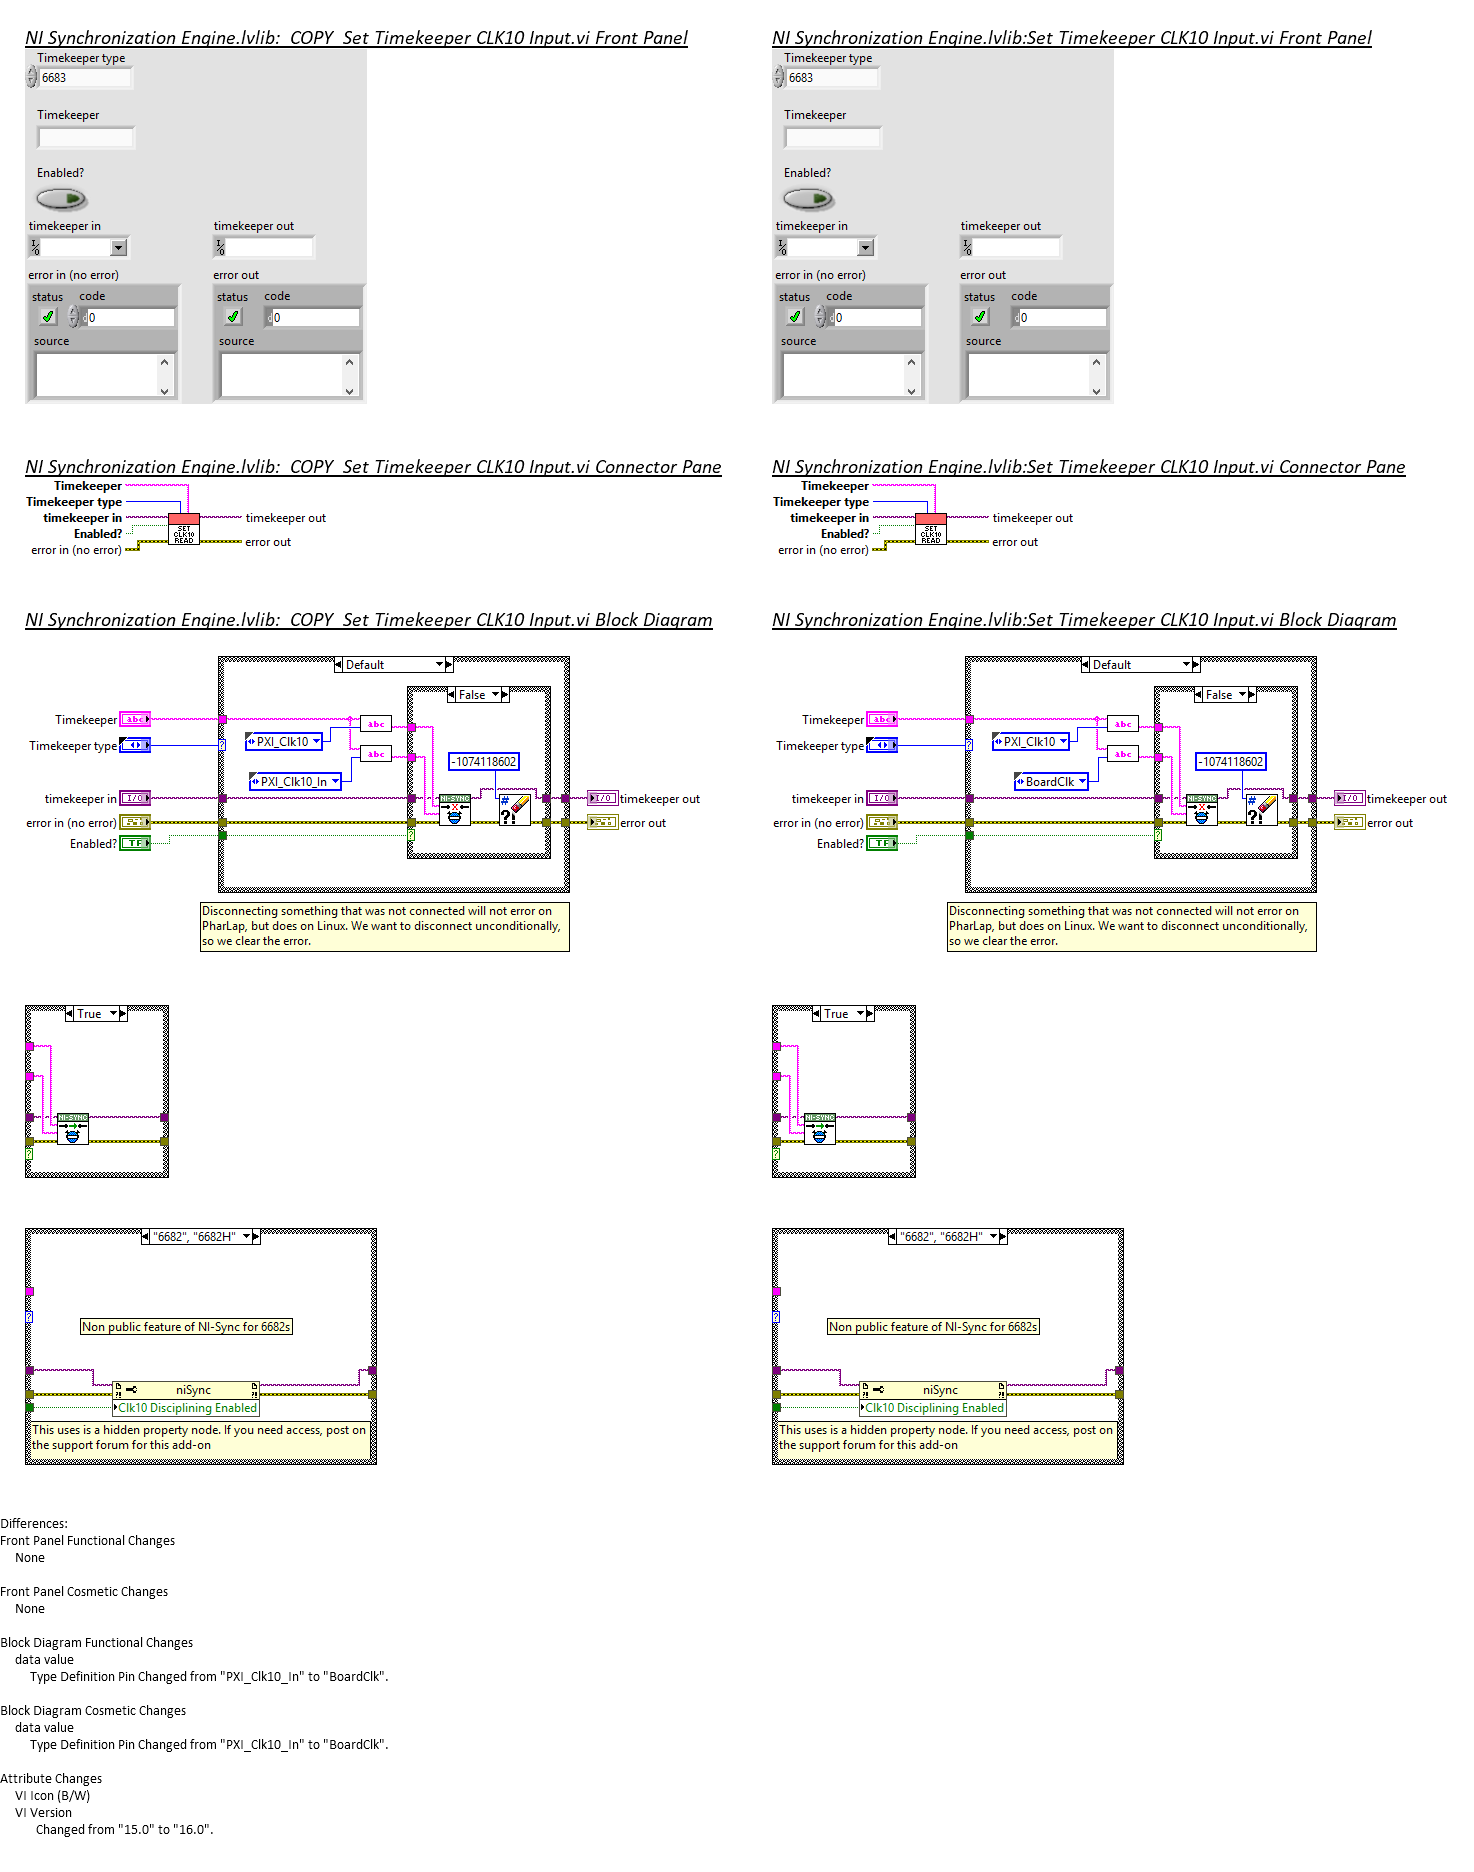 NI Synchronization Engine.lvlib:  COPY  Set Timekeeper CLK10 Input.vi Front Panel
Timekeeper type
6683
Timekeeper
Enabled?
timekeeper in
timekeeper out
error in (no error)
error out
status
code
status
code
0
0
source
source
NI Synchronization Engine.lvlib:Set Timekeeper CLK10 Input.vi Front Panel
Timekeeper type
6683
Timekeeper
Enabled?
timekeeper in
timekeeper out
error in (no error)
error out
status
code
status
code
0
0
source
source
NI Synchronization Engine.lvlib:  COPY  Set Timekeeper CLK10 Input.vi Connector Pane
Timekeeper
Timekeeper type
timekeeper in
timekeeper out
Enabled?
error in (no error)
error out
SET
CLK10
READ
NI Synchronization Engine.lvlib:Set Timekeeper CLK10 Input.vi Connector Pane
Timekeeper
Timekeeper type
timekeeper in
timekeeper out
Enabled?
error in (no error)
error out
SET
CLK10
READ
NI Synchronization Engine.lvlib:  COPY  Set Timekeeper CLK10 Input.vi Block Diagram
Default
False
Timekeeper
abc
abc
Timekeeper type
PXI_Clk10
abc
-1074118602
PXI_Clk10_In
timekeeper in
I/O
NI-SYNC
#
?!
I/O
timekeeper out
error in (no error)
error out
Enabled?
TF
Disconnecting something that was not connected will not error on
PharLap, but does on Linux. We want to disconnect unconditionally,
so we clear the error.
NI Synchronization Engine.lvlib:Set Timekeeper CLK10 Input.vi Block Diagram
Default
False
Timekeeper
abc
abc
Timekeeper type
PXI_Clk10
abc
-1074118602
BoardClk
timekeeper in
I/O
NI-SYNC
#
?!
I/O
timekeeper out
error in (no error)
error out
Enabled?
TF
Disconnecting something that was not connected will not error on
PharLap, but does on Linux. We want to disconnect unconditionally,
so we clear the error.
True
NI-SYNC
True
NI-SYNC
"6682", "6682H"
Non public feature of NI-Sync for 6682s
niSync
Clk10 Disciplining Enabled
This uses is a hidden property node. If you need access, post on
the support forum for this add-on
"6682", "6682H"
Non public feature of NI-Sync for 6682s
niSync
Clk10 Disciplining Enabled
This uses is a hidden property node. If you need access, post on
the support forum for this add-on
Differences:
Front Panel Functional Changes
None
Front Panel Cosmetic Changes
None
Block Diagram Functional Changes
data value
Type Definition Pin Changed from "PXI_Clk10_In" to "BoardClk".
Block Diagram Cosmetic Changes
data value
Type Definition Pin Changed from "PXI_Clk10_In" to "BoardClk".
Attribute Changes
VI Icon (B/W)
VI Version
Changed from "15.0" to "16.0".